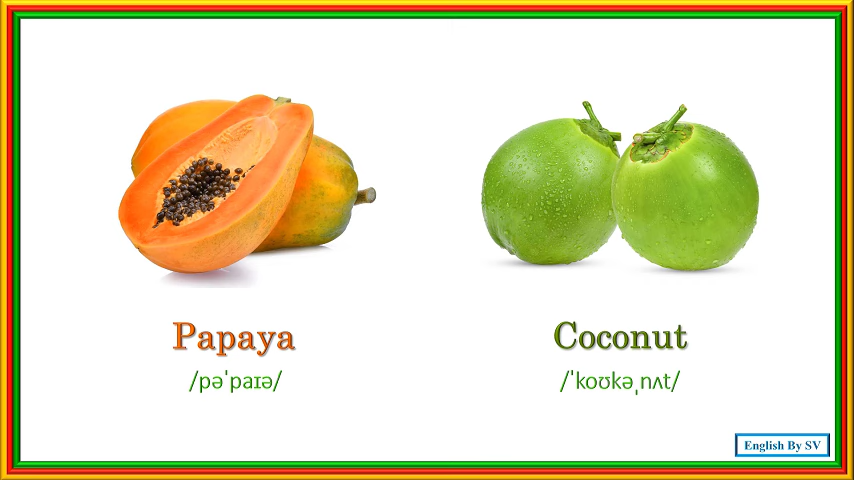 Papaya
/pəˈpaɪə/
Coconut
/ˈkoʊkəˌnʌt/
English By SV